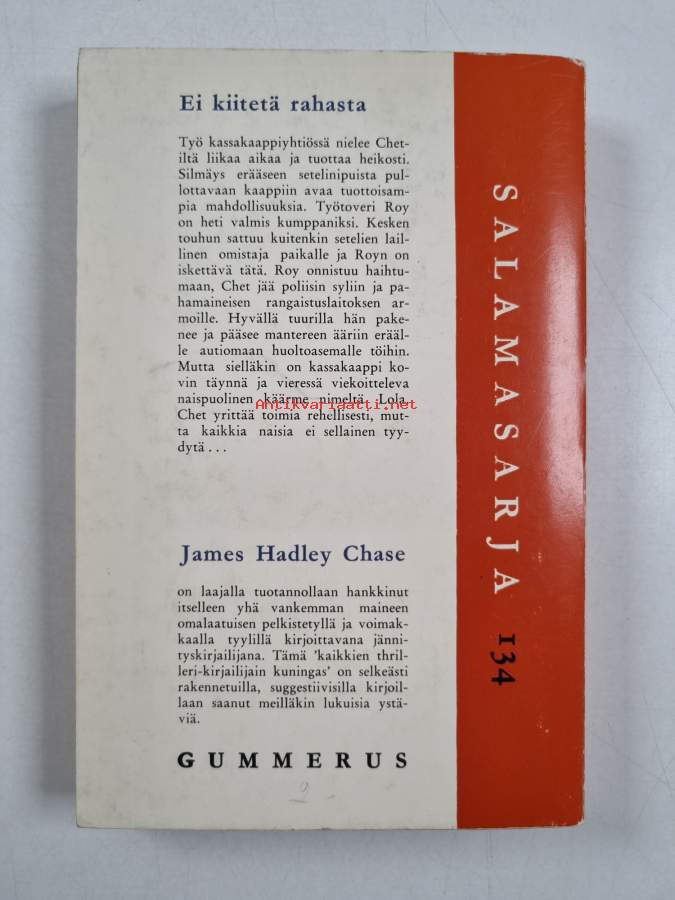 Ei kiitetä rahasta
Työ kassakaappiyhtiössä nielee Chet-
iltä liikaa aikaa ja tuottaa heikosti.
Silmäys erääseen setelinipuista pul-
lottavaan kaappiin avaa tuottoisam-
pia mahdollisuuksia. Työtoveri Roy
on heti valmis kumppaniksi. Kesken
touhun sattuu kuitenkin setelien lail-
linen omistaja paikalle ja Royn on
iskettävä tätä. Roy onnistuu haihtu-
maan, Chet jää poliisin syliin ja pa-
hamaineisen rangaistuslaitoksen ar-
moille. Hyvällä tuurilla hän pake-
nee ja pääsee mantereen ääriin erääl-
le autiomaan huoltoasemalle töihin.
Mutta sielläkin on kassakaappi ko-
vin täynnä ja vieressä viekoitteleva
naispuolinen käärme nimeltä Lola.
Antikvariaatti.net
Chet yrittää toimia rehellisesti, mut-
ta kaikkia naisia ei sellainen tyy-
dytä . . .
James Hadley Chase
on laajalla tuotannollaan hankkinut
itselleen yhä vankemman maineen
omalaatuisen pelkistetyllä ja voimak-
kaalla tyylillä kirjoittavana jänni-
tyskirjailijana. Tämä 'kaikkien thril-
leri-kirjailijain kuningas' on selkeästi
rakennetuilla, suggestiivisilla kirjoil-
laan saanut meilläkin lukuisia ystä-
viä.
GUMMERUS
SALAMASARJA 134